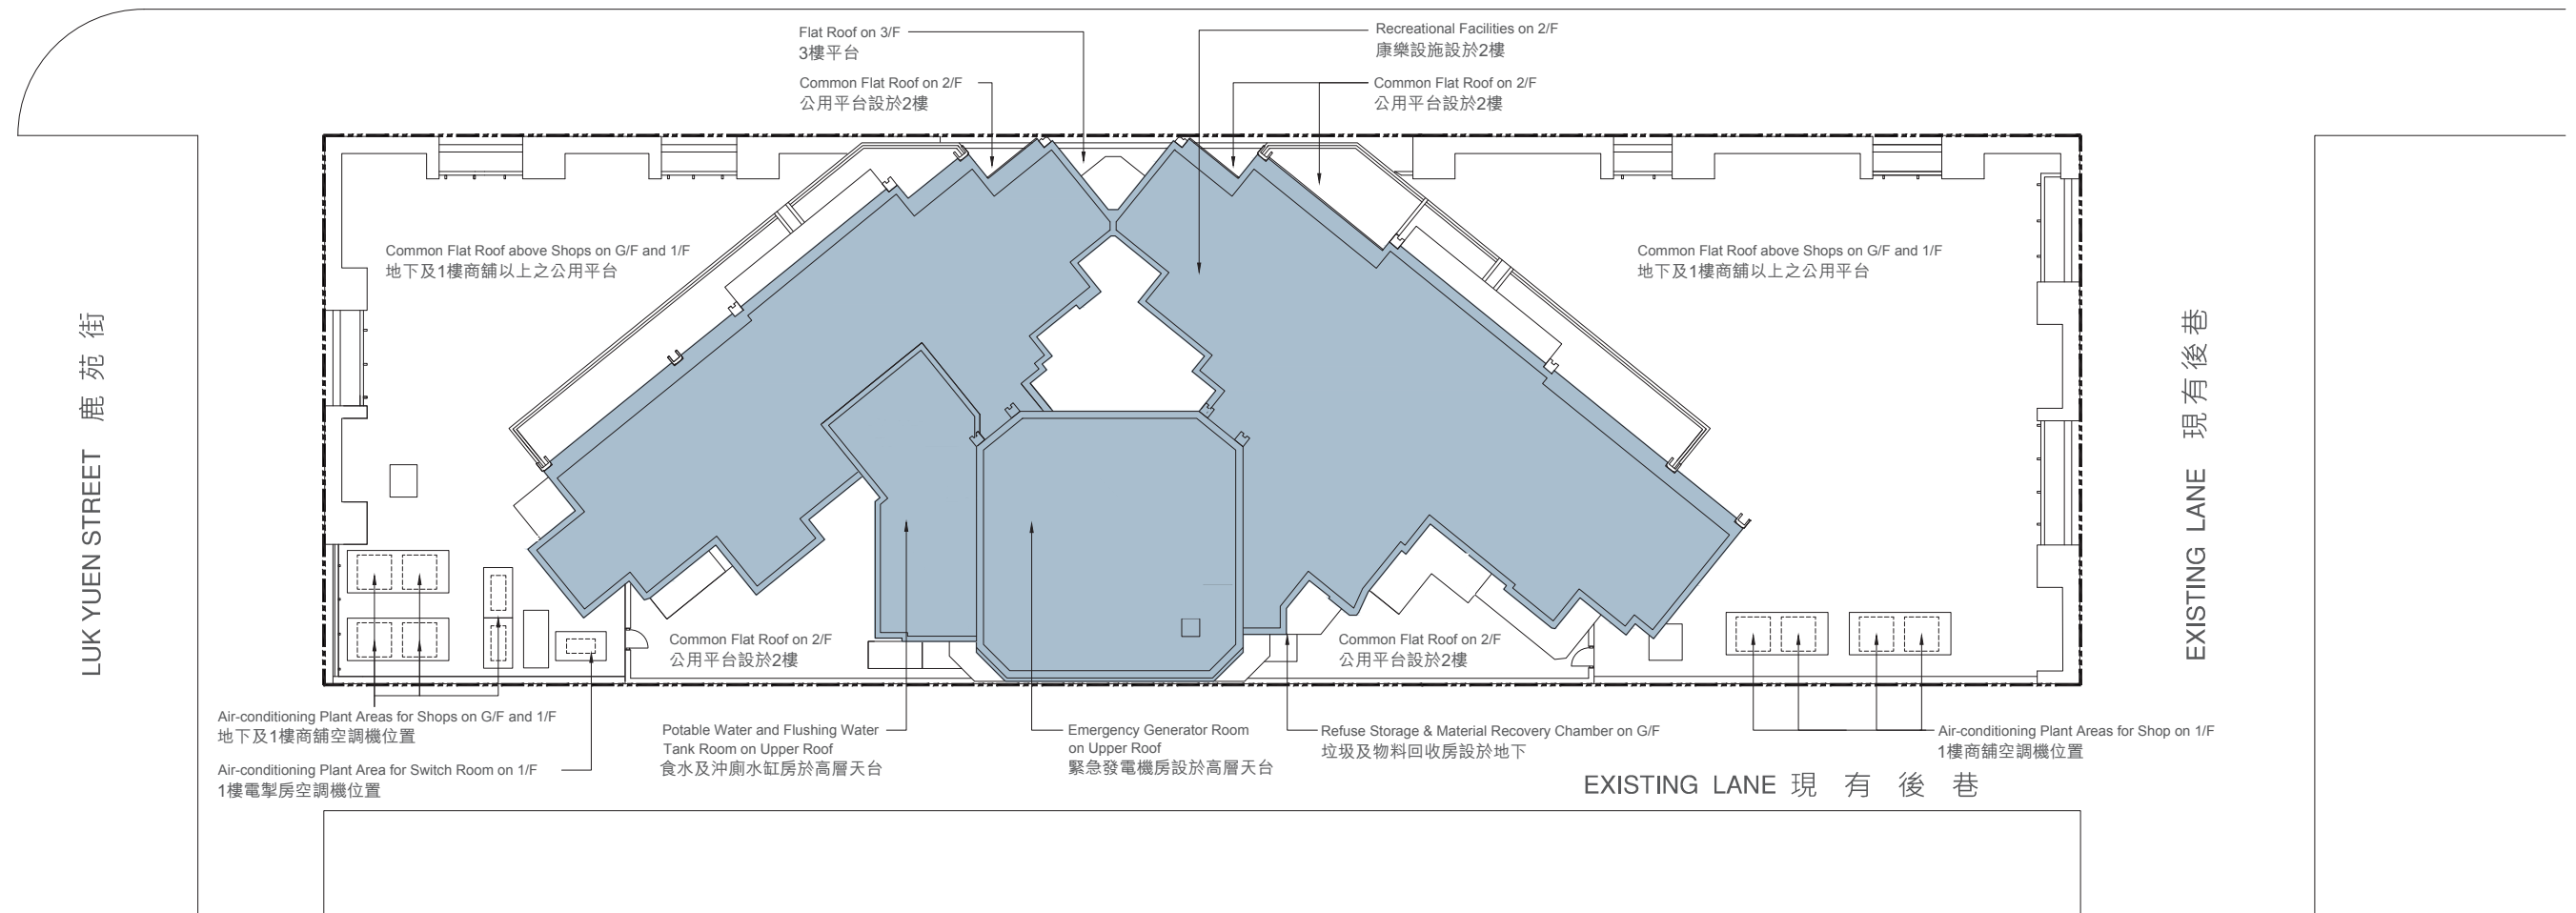 Flat Roof on 3/F
3樓平台
Common Flat Roof on 2/F
公用平台設於2樓
Recreational Facilities on 2/F
康樂設施設於2樓
Common Flat Roof on 2/F
公用平台設於2樓
Common Flat Roof above Shops on G/F and 1/F
地下及1樓商舖以上之公用平台
Common Flat Roof above Shops on G/F and 1/F
地下及1樓商舖以上之公用平台
LUK YUEN STREET 鹿苑街
EXISTING LANE 現有後巷
Common Flat Roof on 2/F
公用平台設於2樓
Common Flat Roof on 2/F
公用平台設於2樓
Air-conditioning Plant Areas for Shops on G/F and 1/F
地下及1樓商舖空調機位置
Air-conditioning Plant Area for Switch Room on 1/F
1樓電掣房空調機位置
Potable Water and Flushing Water
Tank Room on Upper Roof
食水及沖廁水缸房於高層天台
Emergency Generator Room
on Upper Roof
緊急發電機房設於高層天台
Refuse Storage & Material Recovery Chamber on G/F
垃圾及物料回收房設於地下
Air-conditioning Plant Areas for Shop on 1/F
1樓商舖空調機位置
EXISTING LANE 現有後巷